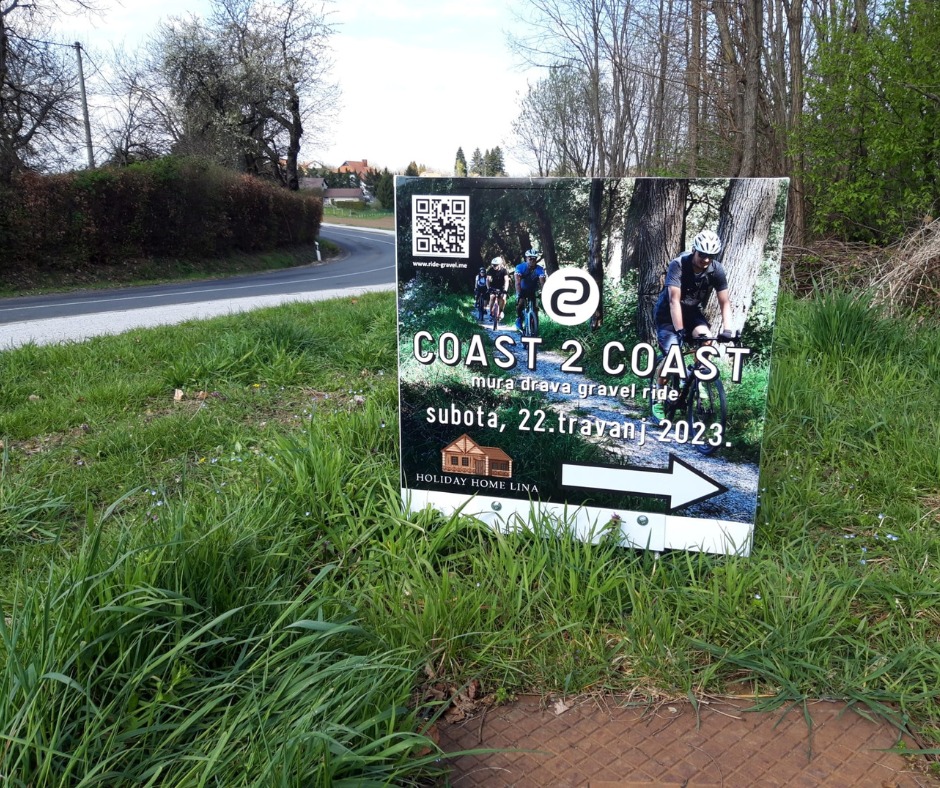 www.ride-gravel.me
COAST 2 COAST
mura drava gravel ride
subota, 22.travanj 2023.
HOLIDAY HOME LINA